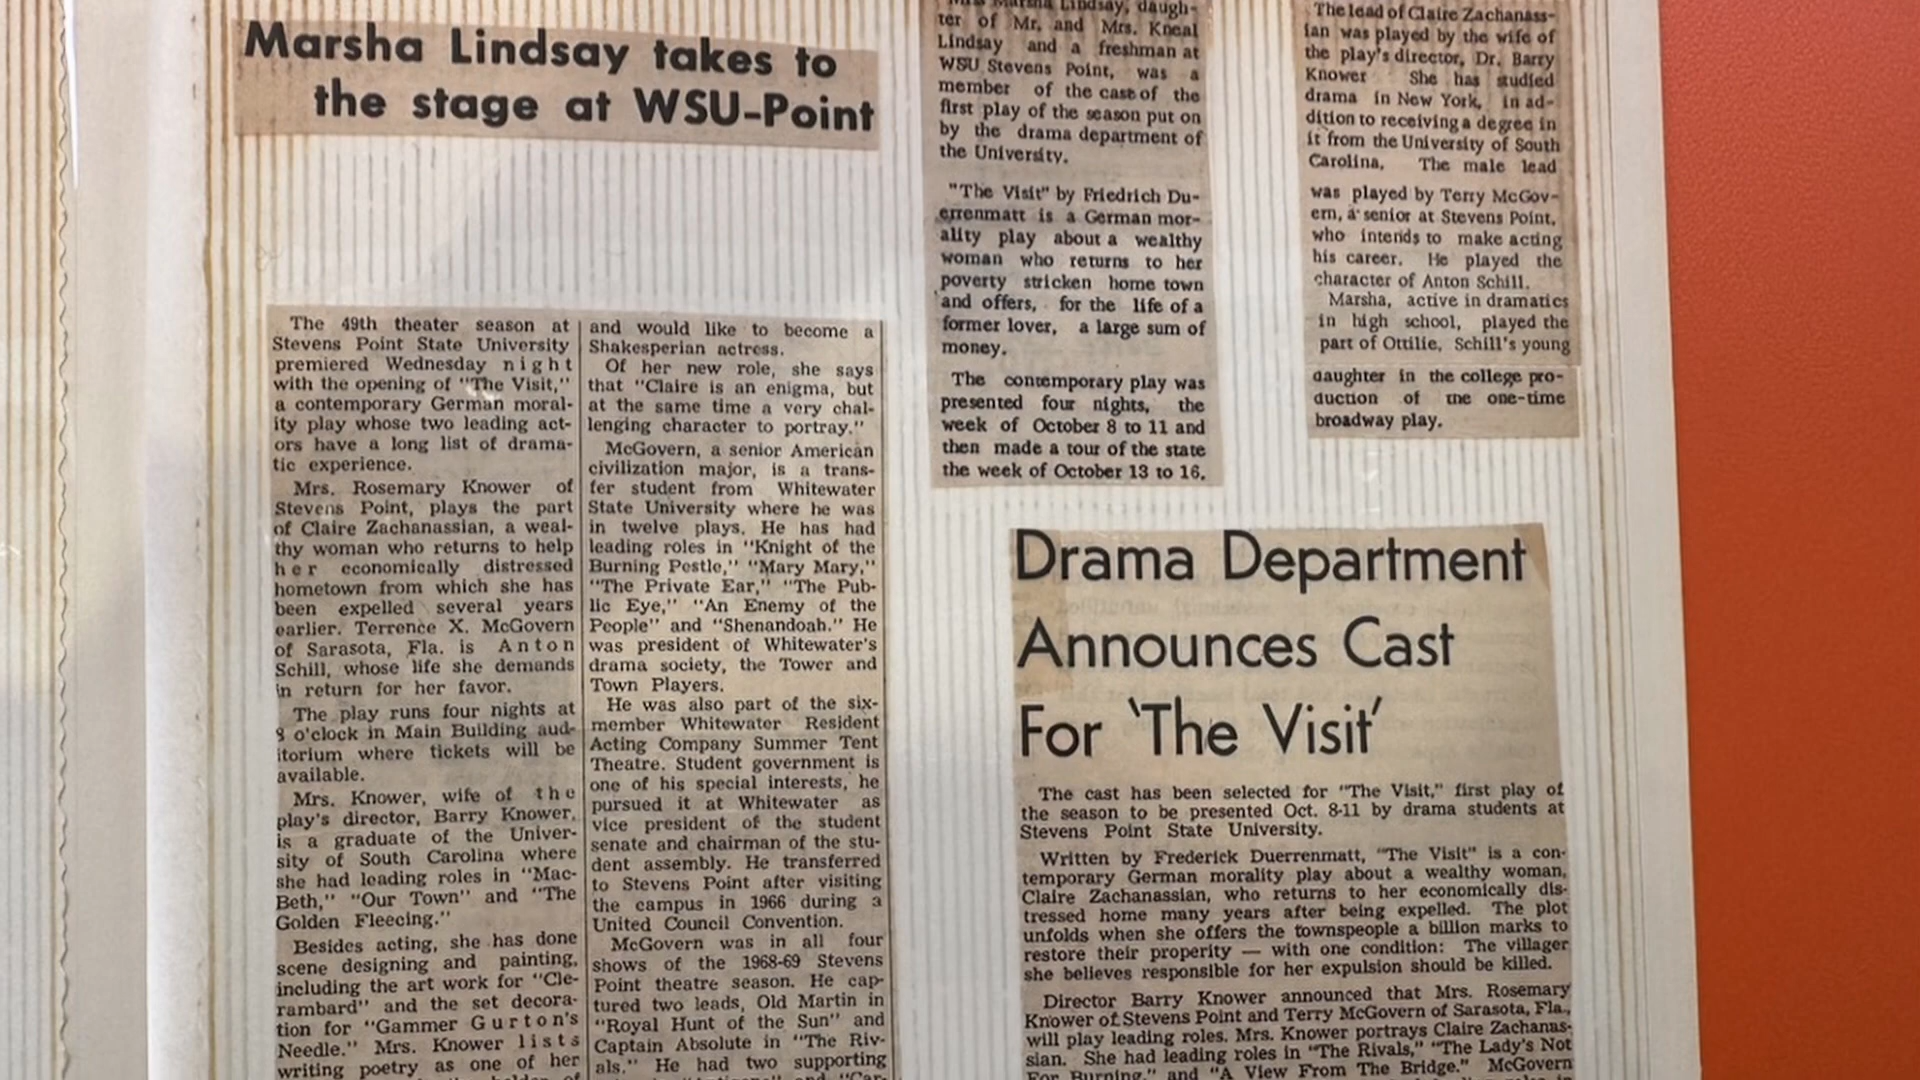 Marsha Lindsay takes to
the stage at WSU-Point
The 49th theater season at
Stevens Point State University
premiered Wednesday night
with the opening of "The Visit,"
a contemporary German moral-
ity play whose two leading act-
ors have a long list of drama-
tic experience.
Mrs. Rosemary Knower of
Stevens Point, plays the part
of Claire Zachanassian, a weal-
thy woman who returns to help
her economically distressed
hometown from which she has
been expelled several years
earlier. Terrence X. McGovern
of Sarasota, Fla. is Anton
Schill, whose life she demands
in return for her favor.
The play runs four nights at
8 o'clock in Main Building aud-
itorium where tickets will be
available.
Mrs. Knower, wife of the
play's director, Barry Knower,
is a graduate of the Univer-
sity of South Carolina where
she had leading roles in "Mac-
Beth," "Our Town" and "The
Golden Fleecing."
Besides acting, she has done
scene designing and painting,
including the art work for "Cle-
rambard" and the set decora-
tion for "Gammer Gurton's
Needle." Mrs. Knower lists
writing poetry as one of her
and would like to become a
Shakesperian actress.
Of her new role, she says
that "Claire is an enigma, but
at the same time a very chal-
lenging character to portray."
McGovern, a senior American
civilization major, is a trans-
fer student from Whitewater
State University where he was
in twelve plays. He has had
leading roles in "Knight of the
Burning Pestle," "Mary Mary,"
"The Private Ear," "The Pub-
lic Eye," "An Enemy of the
People" and "Shenandoah." He
was president of Whitewater's
drama society, the Tower and
Town Players.
He was also part of the six-
member Whitewater Resident
Acting Company Summer Tent
Theatre. Student government is
one of his special interests, he
pursued it at Whitewater as
vice president of the student
senate and chairman of the stu-
dent assembly. He transferred
to Stevens Point after visiting
the campus in 1966 during a
United Council Convention.
McGovern was in all four
shows of the 1968-69 Stevens
Point theatre season. He cap-
tured two leads, Old Martin in
"Royal Hunt of the Sun" and
Captain Absolute in "The Riv-
als." He had two supporting
Marsha Lindsay, daugh-
ter of Mr. and Mrs. Kneal
Lindsay and a freshman at
WSU Stevens Point, was a
member of the case of the
first play of the season put on
by the drama department of
the University.
"The Visit" by Friedrich Du-
errenmatt is a German mor-
ality play about a wealthy
woman who returns to her
poverty stricken home town
and offers, for the life of a
former lover, a large sum of
money.
The contemporary play was
presented four nights, the
week of October 8 to 11 and
then made a tour of the state
the week of October 13 to 16.
The lead of Claire Zachanass-
ian was played by the wife of
the play's director, Dr. Barry
Knower She has studied
drama in New York, in ad-
dition to receiving a degree in
it from the University of South
Carolina. The male lead
was played by Terry McGov-
ern, a senior at Stevens Point,
who intends to make acting
his career. He played the
character of Anton Schill.
Marsha, active in dramatics
in high school, played the
part of Ottilie, Schill's young
daughter in the college pro-
duction of the one-time
broadway play.
Drama Department
Announces Cast
For 'The Visit'
The cast has been selected for "The Visit," first play of
the season to be presented Oct. 8-11 by drama students at
Stevens Point State University.
Written by Frederick Duerrenmatt, "The Visit" is a con-
temporary German morality play about a wealthy woman,
Claire Zachanassian, who returns to her economically dis-
tressed home many years after being expelled. The plot
unfolds when she offers the townspeople a billion marks to
restore their properity — with one condition: The villager
she believes responsible for her expulsion should be killed.
Director Barry Knower announced that Mrs. Rosemary
Knower of Stevens Point and Terry McGovern of Sarasota, Fla.,
will play leading roles. Mrs. Knower portrays Claire Zachanas-
sian. She had leading roles in "The Rivals," "The Lady's Not
For Burning," and "A View From The Bridge." McGovern